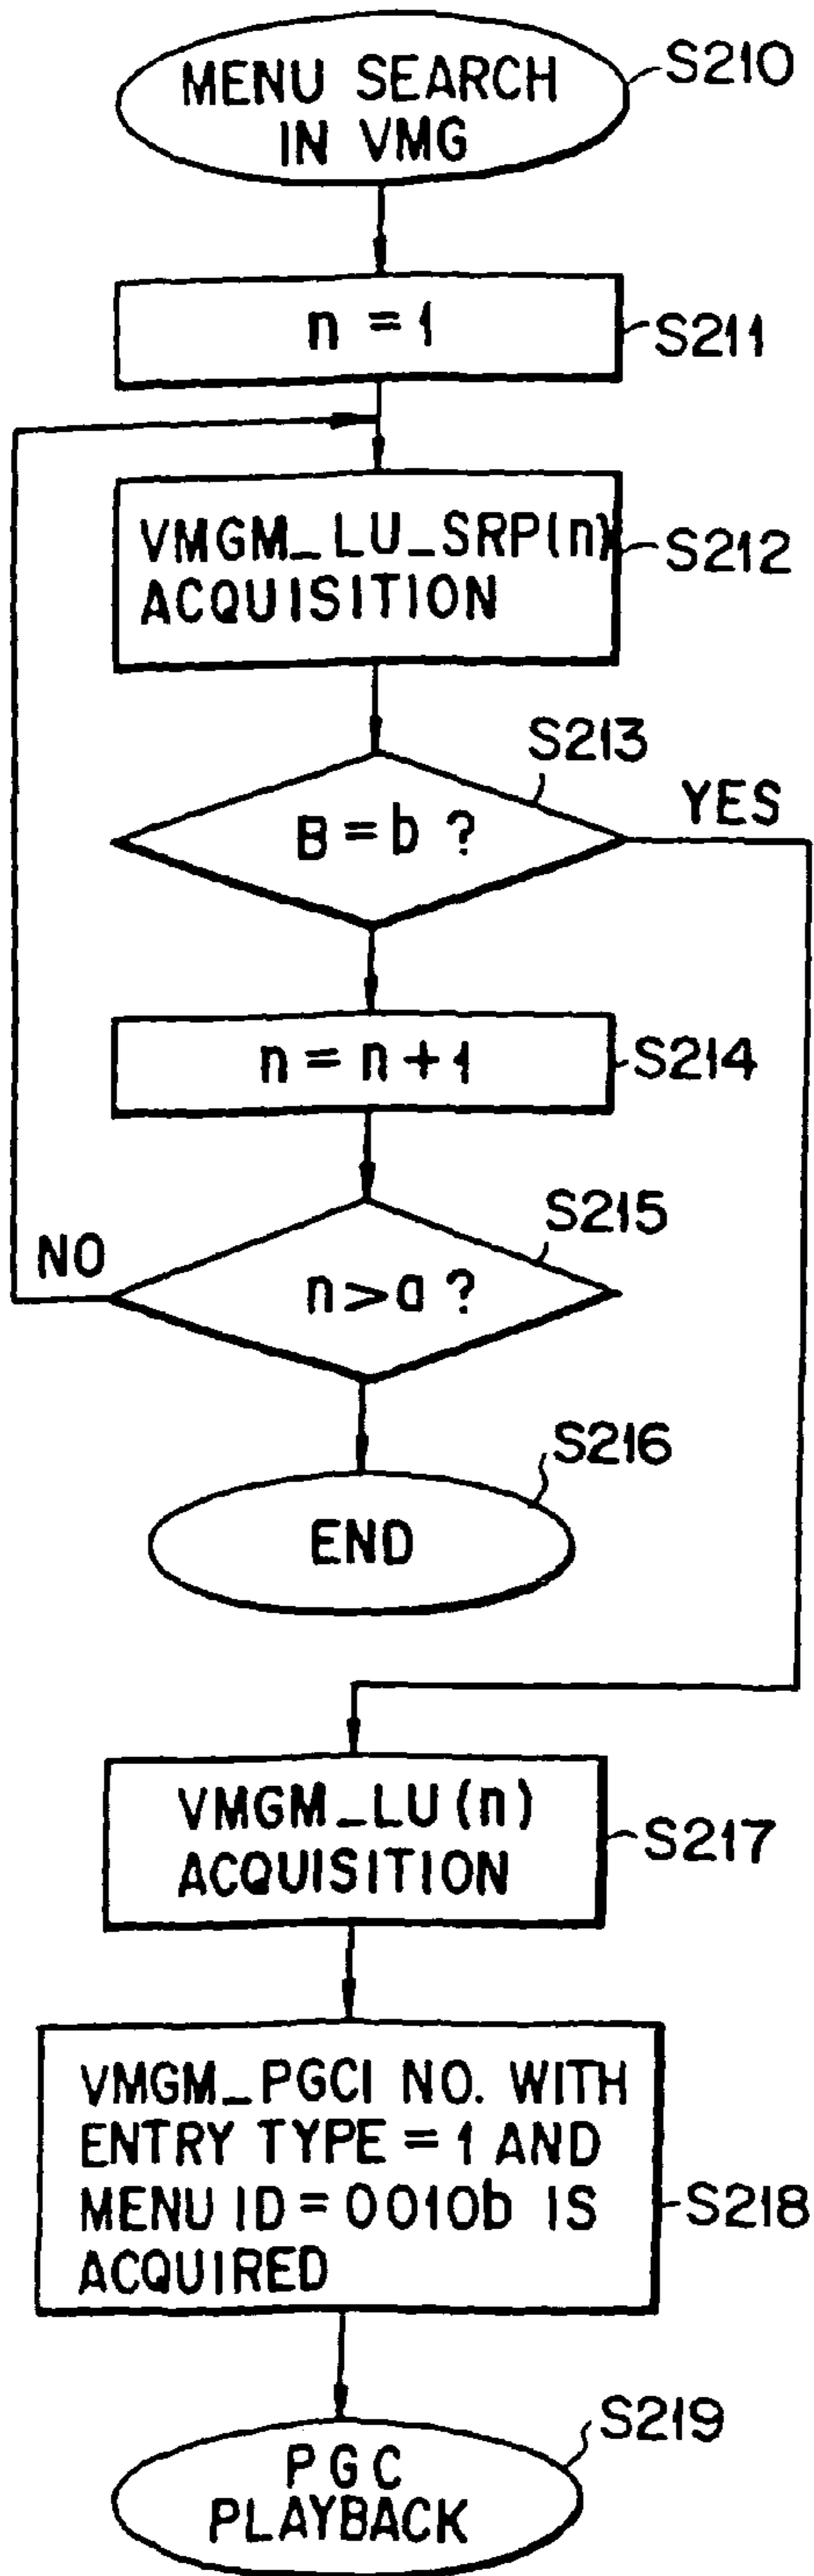 MENU SEARCH
IN VMG
S210
n = 1
S211
VMGM_LU_SRP(n)
ACQUISITION
S212
S213
B = b ?
YES
n = n + 1
S214
S215
NO
n > a ?
S216
END
VMGM_LU(n)
ACQUISITION
S217
VMGM_PGCI NO. WITH
ENTRY TYPE = 1 AND
MENU ID = 0010b IS
ACQUIRED
S218
S219
PGC
PLAYBACK